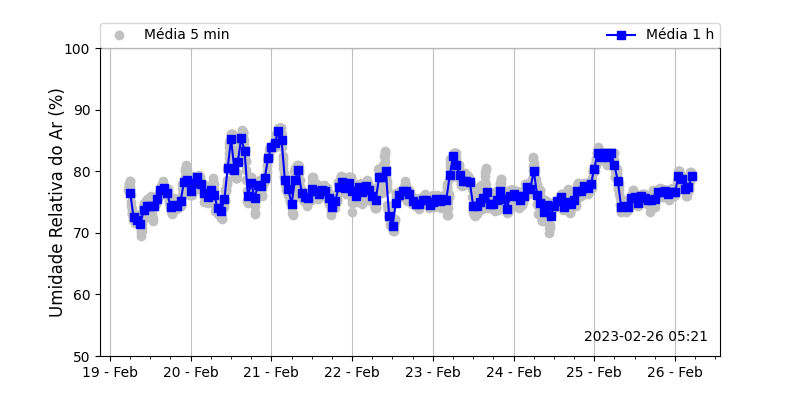 Média 5 min
Média 1 h
Umidade Relativa do Ar (%)
100
90
80
70
60
50
2023-02-26 05:21
19 - Feb
20 - Feb
21 - Feb
22 - Feb
23 - Feb
24 - Feb
25 - Feb
26 - Feb